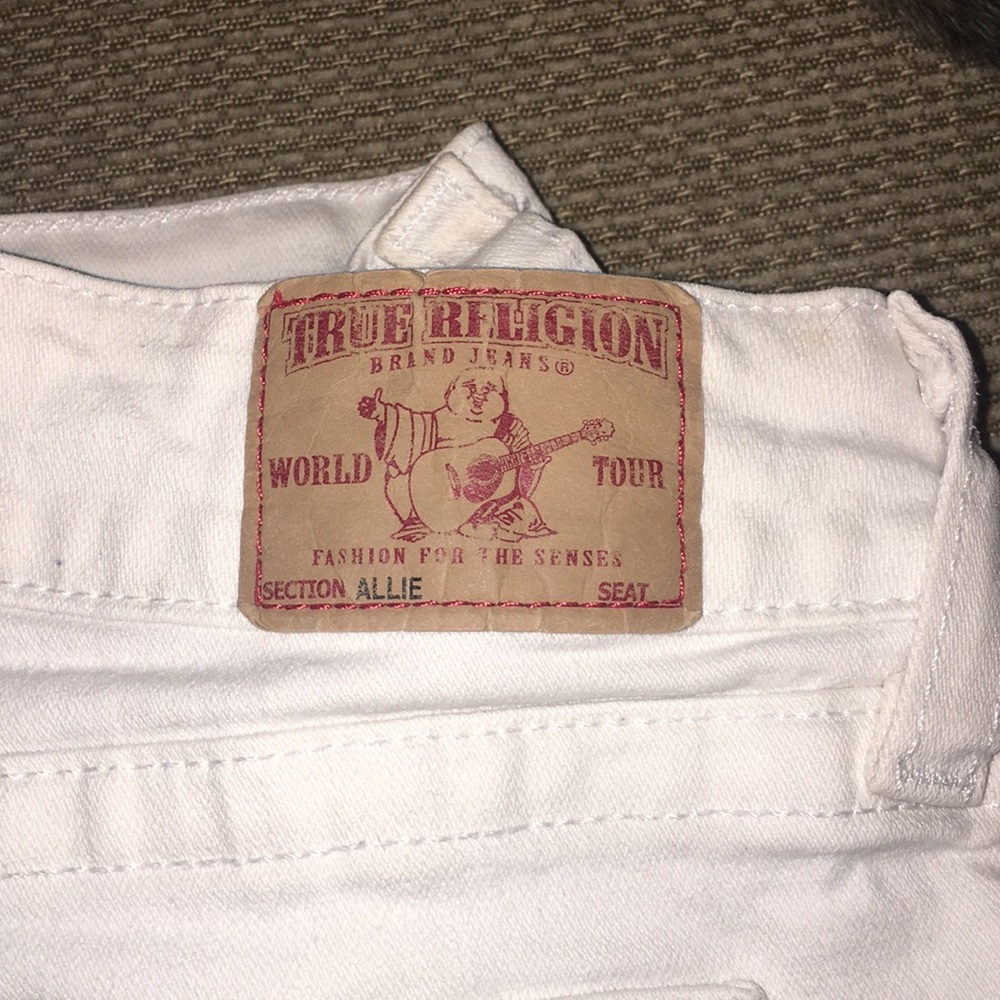 TRUE RELIGION
BRAND JEANS®
WORLD TOUR
FASHION FOR THE SENSES
SECTION ALLIE SEAT